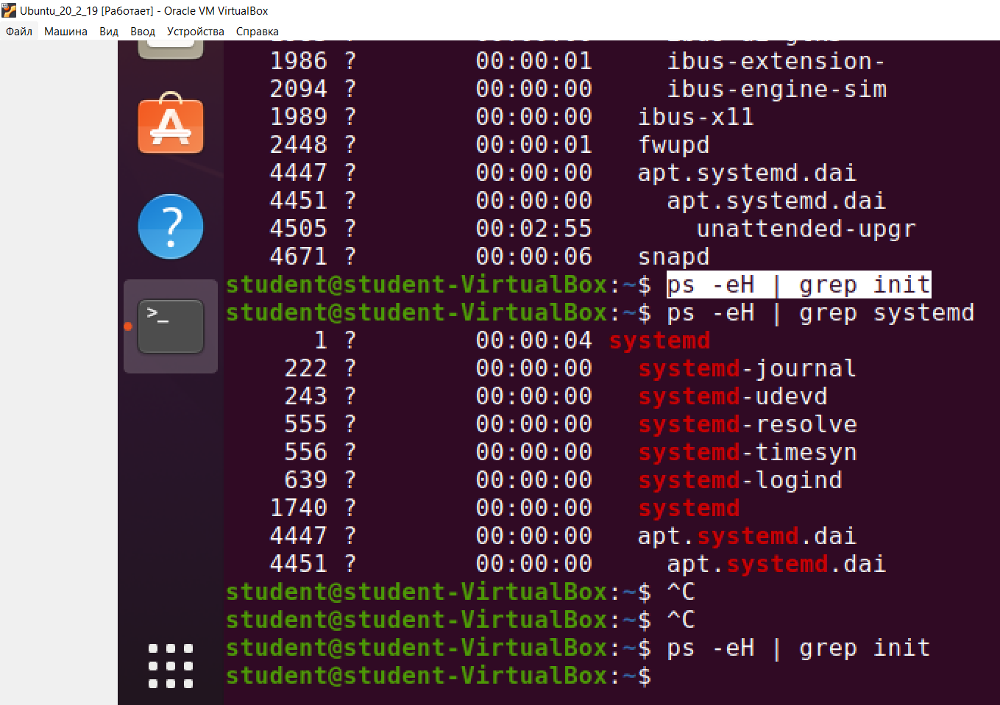 Ubuntu_20_2_19 [Работает] - Oracle VM VirtualBox
Файл Машина Вид Ввод Устройства Справка
1986 ? 00:00:01 ibus-extension-
2094 ? 00:00:00 ibus-engine-sim
1989 ? 00:00:00 ibus-x11
2448 ? 00:00:01 fwupd
4447 ? 00:00:00 apt.systemd.dai
4451 ? 00:00:00 apt.systemd.dai
4505 ? 00:02:55 unattended-upgr
4671 ? 00:00:06 snapd
student@student-VirtualBox:~$ ps -eH | grep init
student@student-VirtualBox:~$ ps -eH | grep systemd
1 ? 00:00:04 systemd
222 ? 00:00:00 systemd-journal
243 ? 00:00:00 systemd-udevd
555 ? 00:00:00 systemd-resolve
556 ? 00:00:00 systemd-timesyn
639 ? 00:00:00 systemd-logind
1740 ? 00:00:00 systemd
4447 ? 00:00:00 apt.systemd.dai
4451 ? 00:00:00 apt.systemd.dai
student@student-VirtualBox:~$ ^C
student@student-VirtualBox:~$ ^C
student@student-VirtualBox:~$ ps -eH | grep init
student@student-VirtualBox:~$